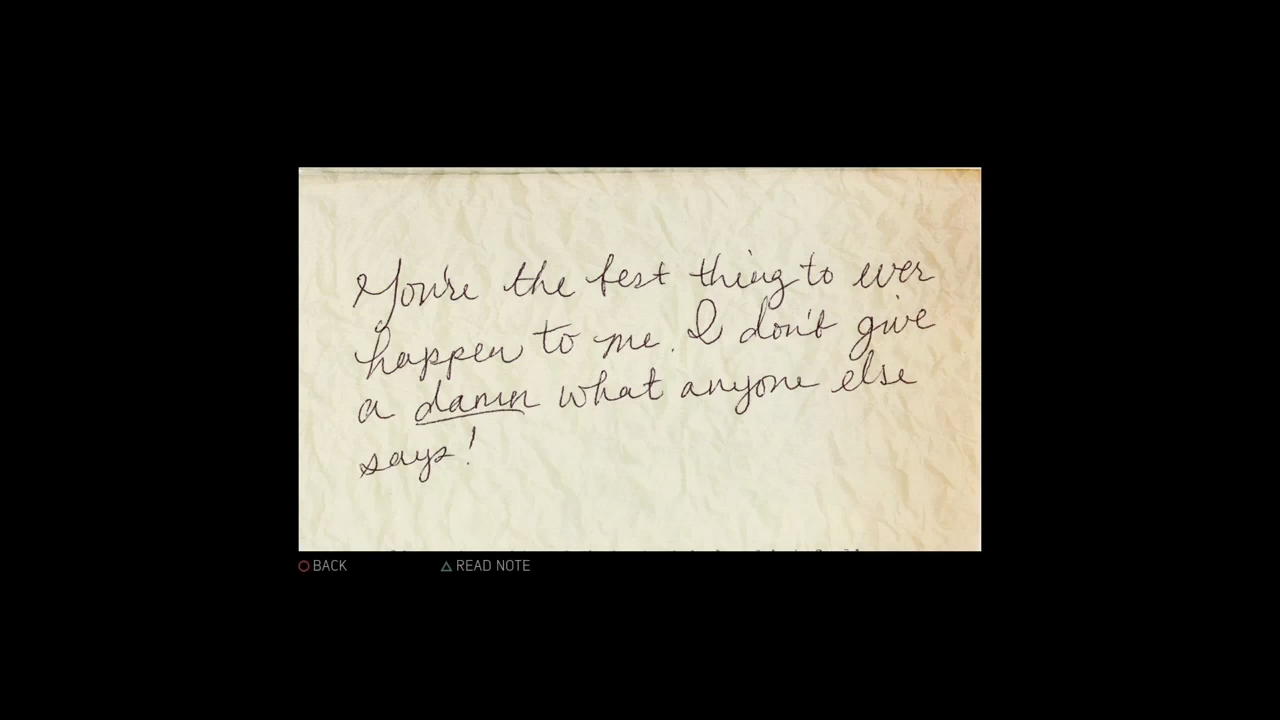 You're the best thing to ever
happen to me. I don't give
a damn what anyone else
says!
BACK
READ NOTE